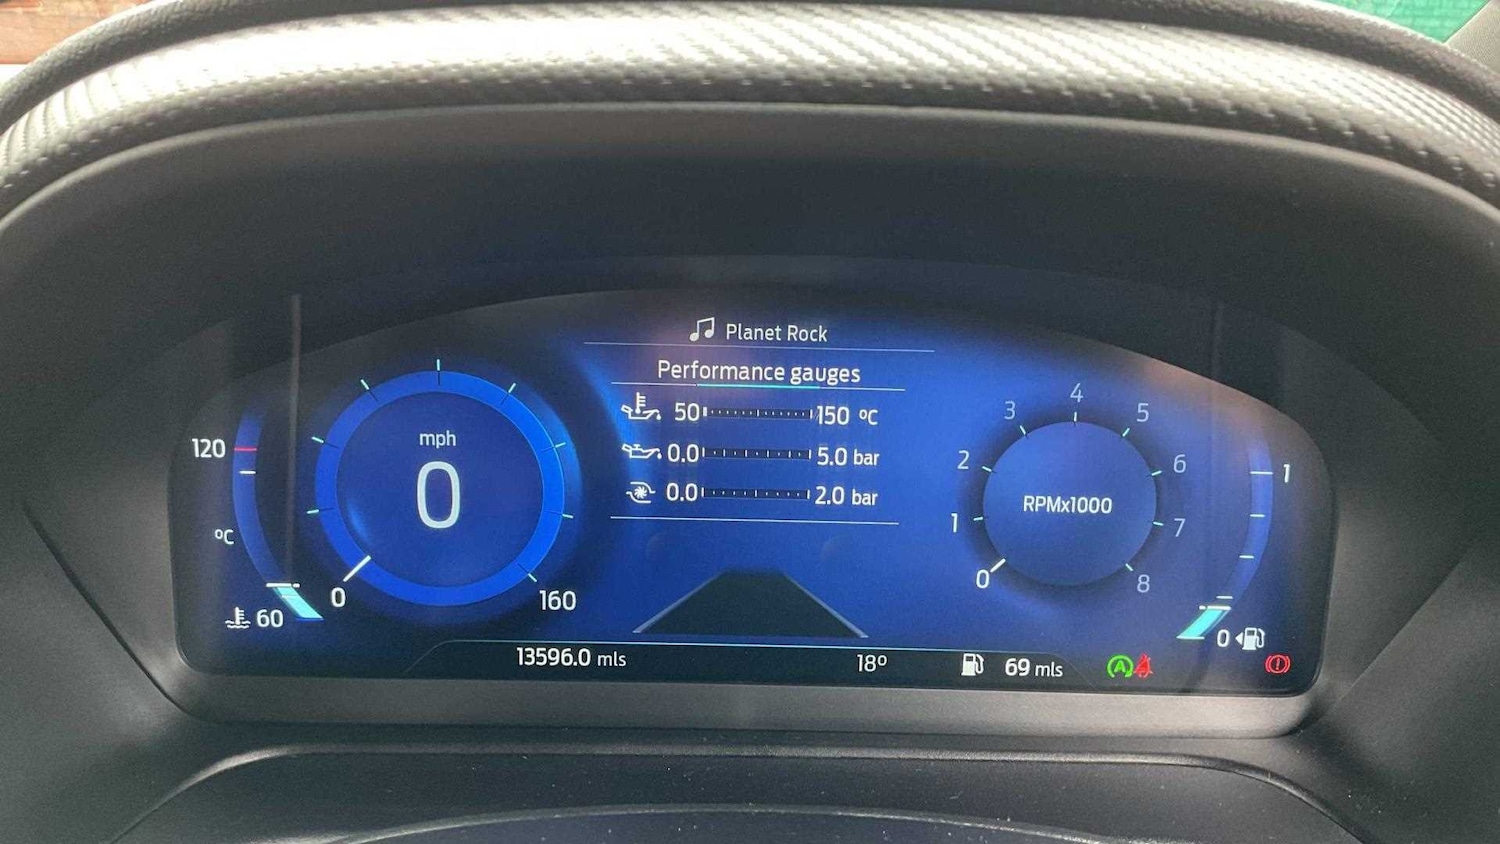 Planet Rock
Performance gauges
50 150 ºC
0.0 5.0 bar
0.0 2.0 bar
120
ºC
60
mph
0
0
160
RPMx1000
0
1
2
3
4
5
6
7
8
1
0
13596.0 mls
18º
69 mls
A
!